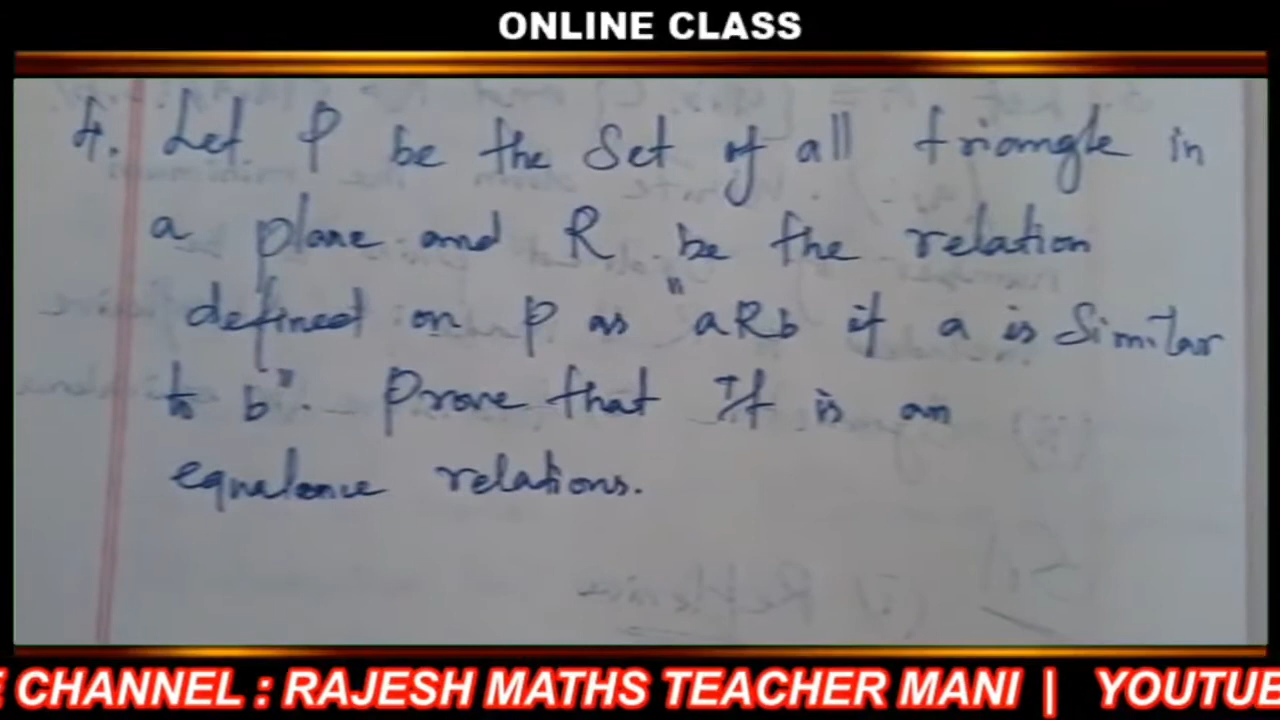 ONLINE CLASS
4. Let P be the Set of all triangle in
a plane and R be the relation
defined on P as "aRb if a is Similar
to b". Prove that It is an
equalence relations.
E CHANNEL : RAJESH MATHS TEACHER MANI | YOUTUBE